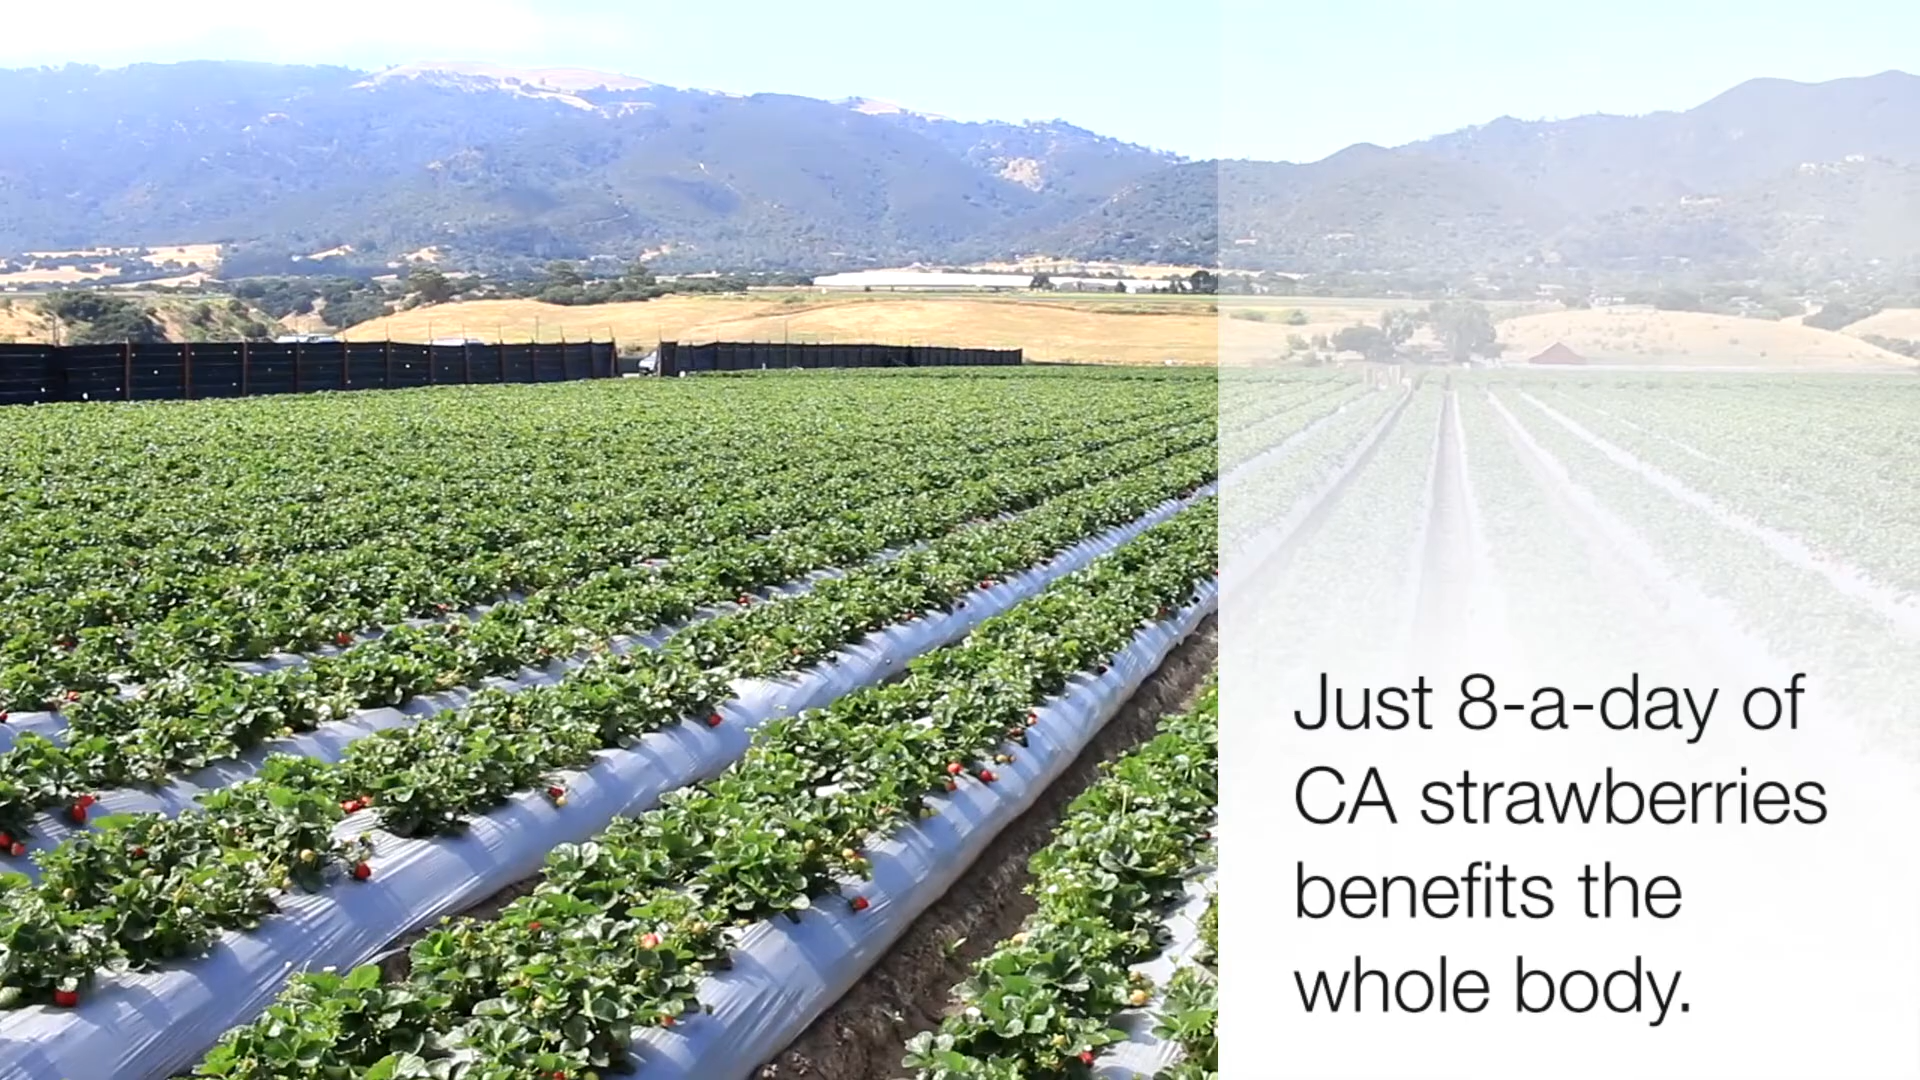 Just 8-a-day of
CA strawberries
benefits the
whole body.